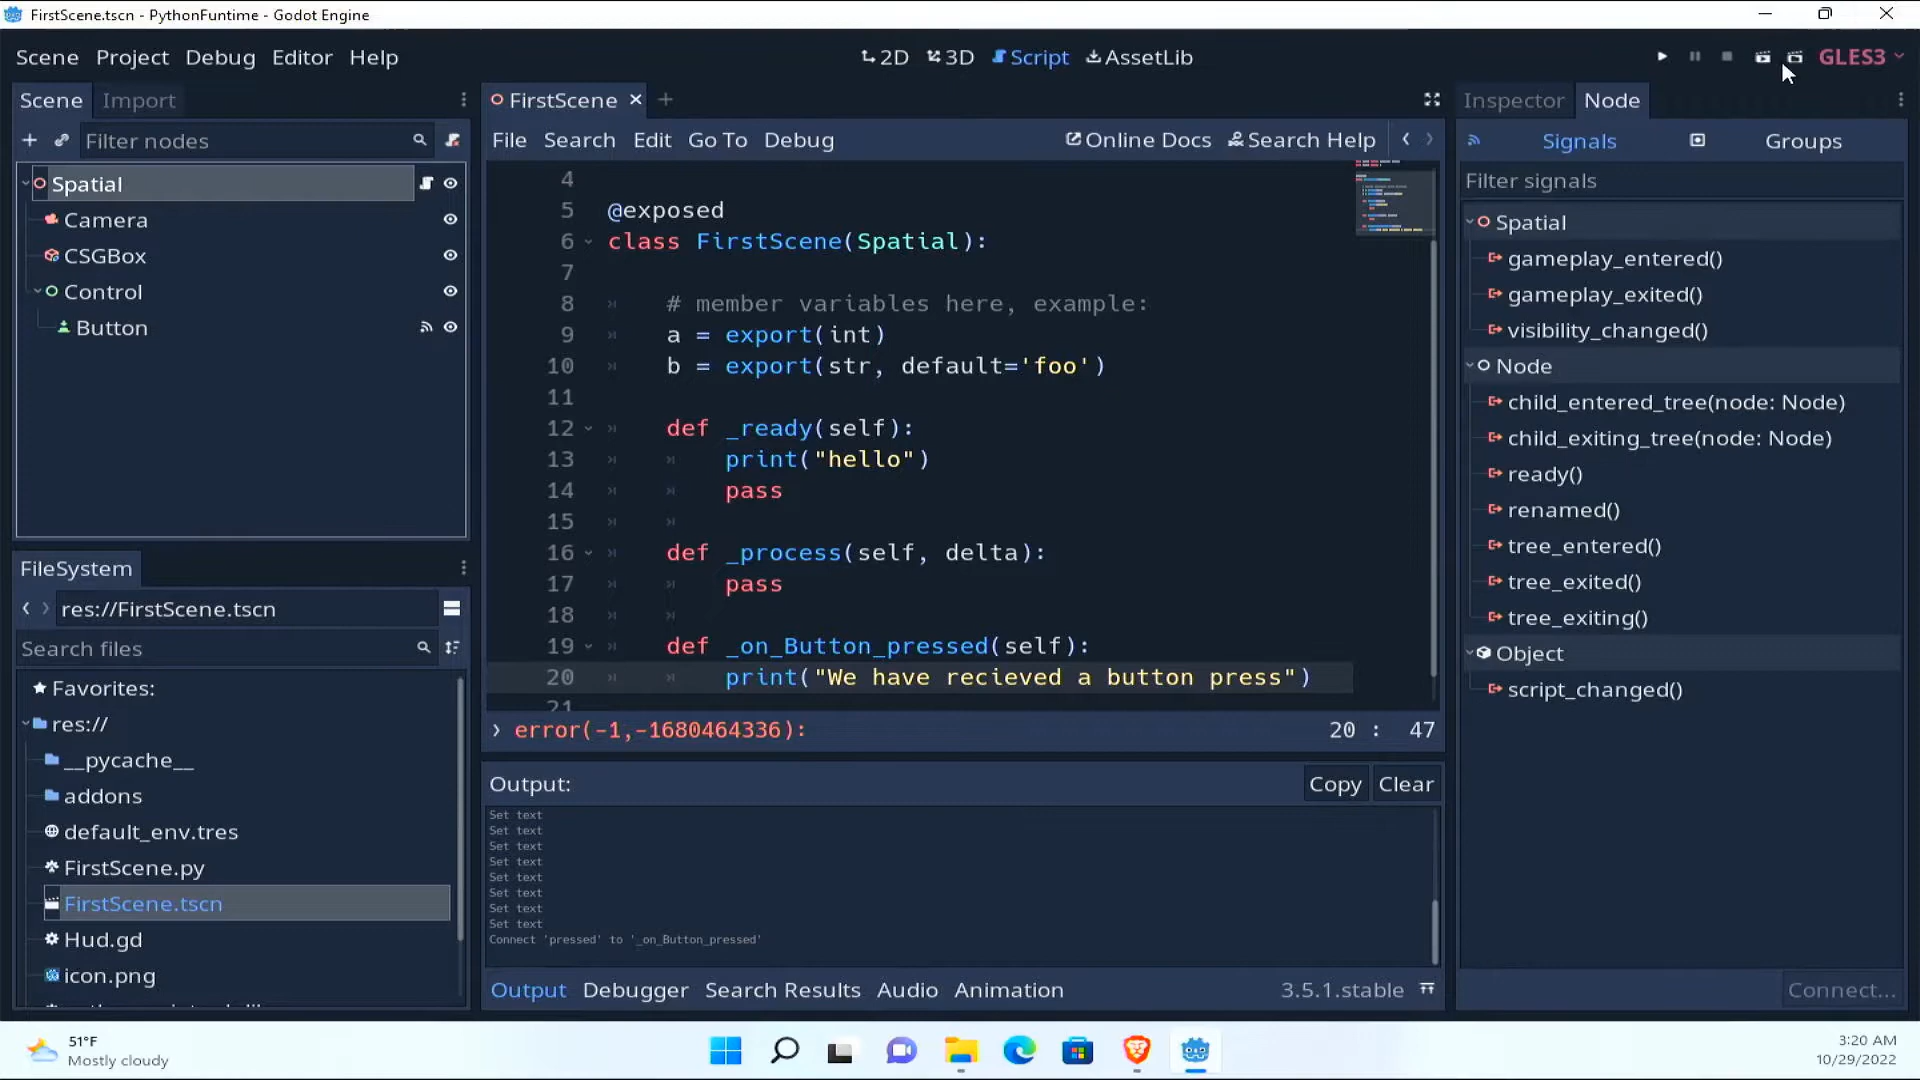 FirstScene.tscn - PythonFuntime - Godot Engine
Scene Project Debug Editor Help
2D 3D Script AssetLib
GLES3
Scene Import
Filter nodes
Spatial
Camera
CSGBox
Control
Button
FileSystem
res://FirstScene.tscn
Search files
Favorites:
res://
__pycache__
addons
default_env.tres
FirstScene.py
FirstScene.tscn
Hud.gd
icon.png
FirstScene
File Search Edit Go To Debug
Online Docs Search Help
4
5 @exposed
6 class FirstScene(Spatial):
7
8 # member variables here, example:
9 a = export(int)
10 b = export(str, default='foo')
11
12 def _ready(self):
13 print("hello")
14 pass
15
16 def _process(self, delta):
17 pass
18
19 def _on_Button_pressed(self):
20 print("We have recieved a button press")
21
error(-1,-1680464336):
20 : 47
Output:
Copy Clear
Set text
Set text
Set text
Set text
Set text
Set text
Set text
Set text
Connect 'pressed' to '_on_Button_pressed'
Output Debugger Search Results Audio Animation
3.5.1.stable
Inspector Node
Signals Groups
Filter signals
Spatial
gameplay_entered()
gameplay_exited()
visibility_changed()
Node
child_entered_tree(node: Node)
child_exiting_tree(node: Node)
ready()
renamed()
tree_entered()
tree_exited()
tree_exiting()
Object
script_changed()
Connect...
51°F
Mostly cloudy
3:20 AM
10/29/2022